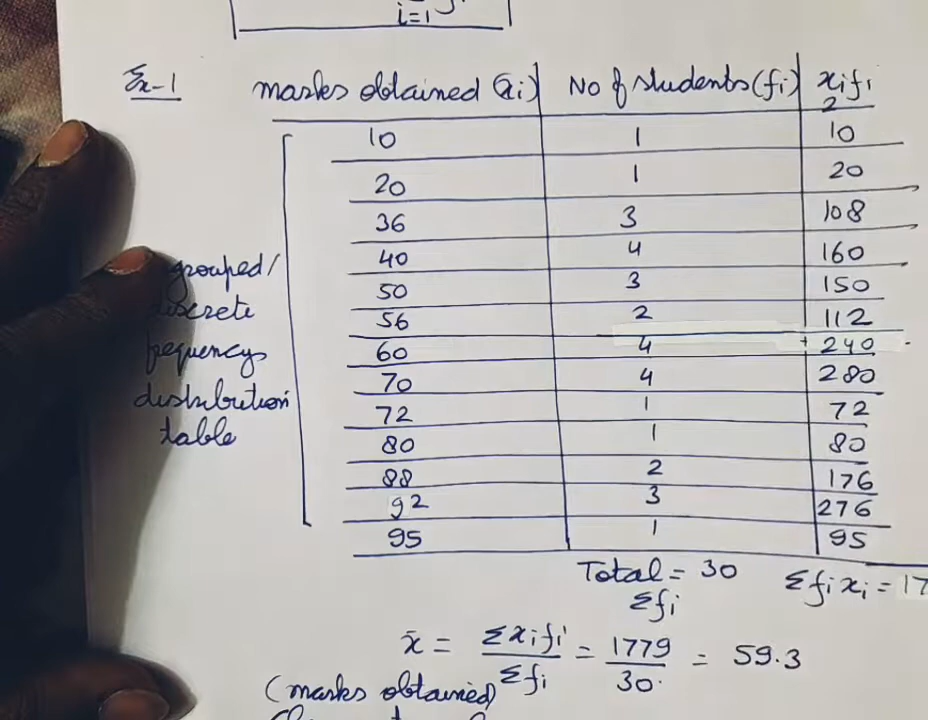 i=1
Ex-1 marks obtained (xi) No of students (fi) xifi
10 1 10
20 1 20
36 3 108
40 4 160
50 3 150
56 2 112
60 4 240
70 4 280
72 1 72
80 1 80
88 2 176
92 3 276
95 1 95
grouped/
discrete
frequency
distribution
table
Total = 30 Σfixi = 17
Σfi
x̄ = Σxifi / Σfi = 1779 / 30 = 59.3
(marks obtained)